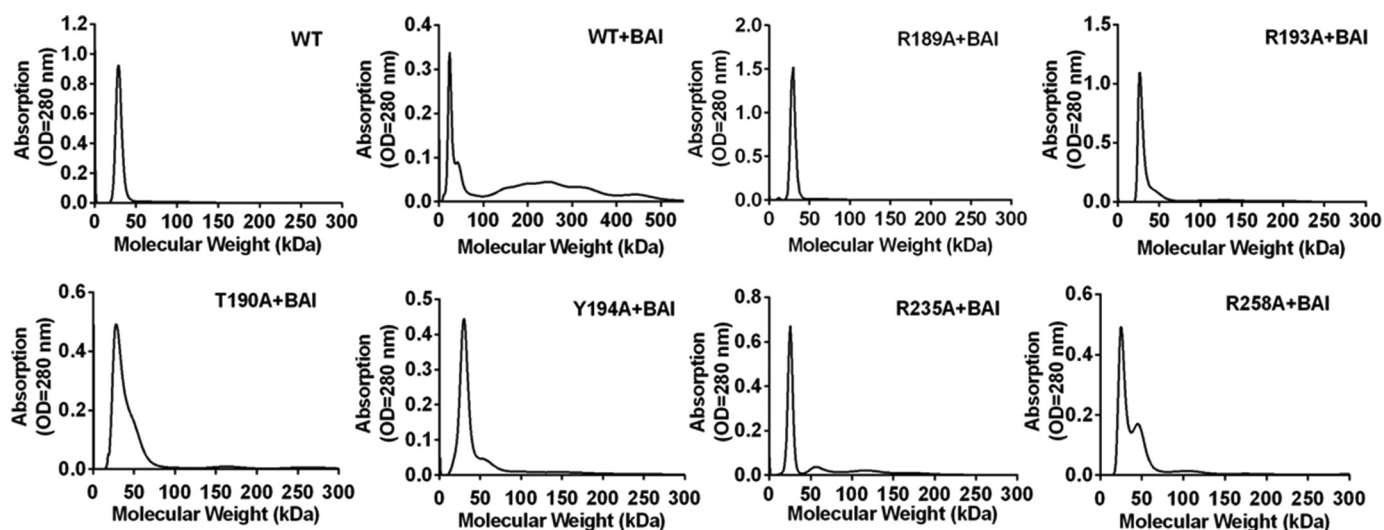 WT
Absorption
(OD=280 nm)
1.2
1.0
0.8
0.6
0.4
0.2
0.0
0 50 100 150 200 250 300
Molecular Weight (kDa)
WT+BAI
Absorption
(OD=280 nm)
0.4
0.3
0.2
0.1
0.0
0 100 200 300 400 500
Molecular Weight (kDa)
R189A+BAI
Absorption
(OD=280 nm)
2.0
1.5
1.0
0.5
0.0
0 50 100 150 200 250 300
Molecular Weight (kDa)
R193A+BAI
Absorption
(OD=280 nm)
1.5
1.0
0.5
0.0
0 50 100 150 200 250 300
Molecular Weight (kDa)
T190A+BAI
Absorption
(OD=280 nm)
0.6
0.4
0.2
0.0
0 50 100 150 200 250 300
Molecular Weight (kDa)
Y194A+BAI
Absorption
(OD=280 nm)
0.5
0.4
0.3
0.2
0.1
0.0
0 50 100 150 200 250 300
Molecular Weight (kDa)
R235A+BAI
Absorption
(OD=280 nm)
0.8
0.6
0.4
0.2
0.0
0 50 100 150 200 250 300
Molecular Weight (kDa)
R258A+BAI
Absorption
(OD=280 nm)
0.6
0.4
0.2
0.0
0 50 100 150 200 250 300
Molecular Weight (kDa)